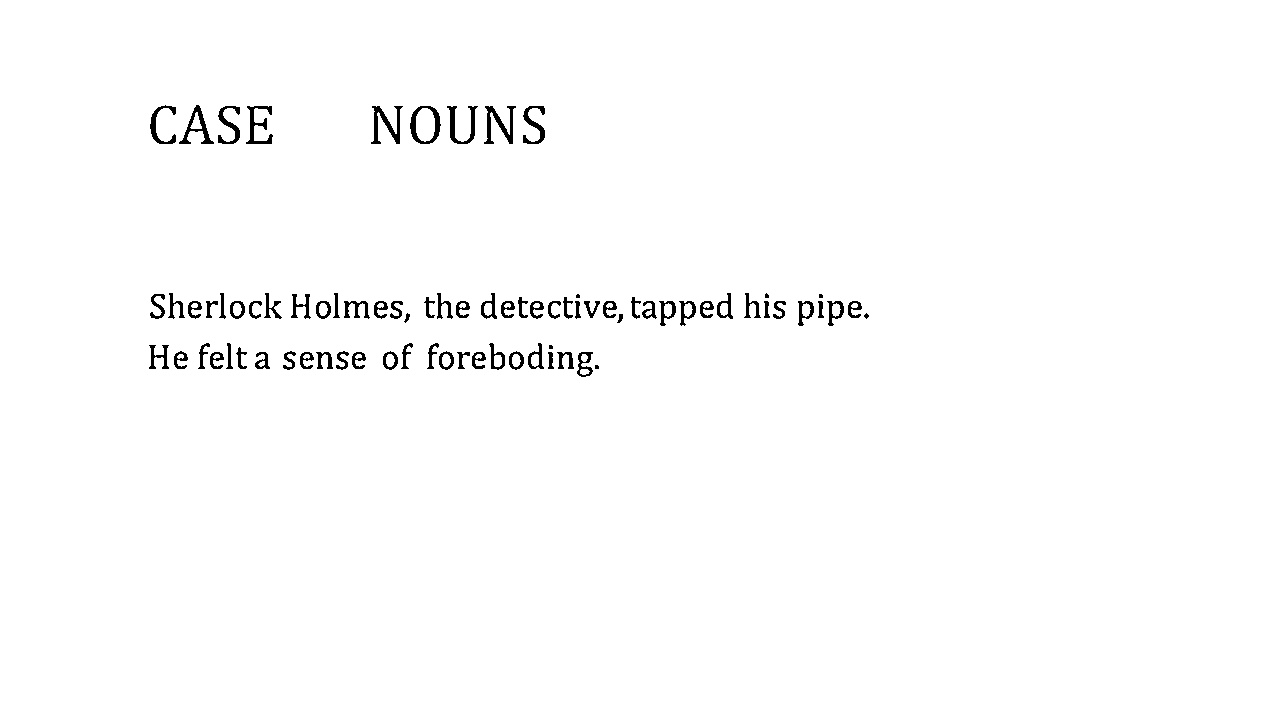 CASE NOUNS
Sherlock Holmes, the detective, tapped his pipe.
He felt a sense of foreboding.